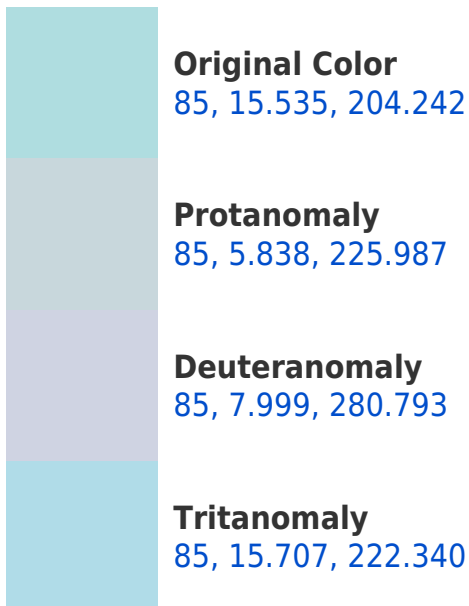 Original Color
85, 15.535, 204.242
Protanomaly
85, 5.838, 225.987
Deuteranomaly
85, 7.999, 280.793
Tritanomaly
85, 15.707, 222.340